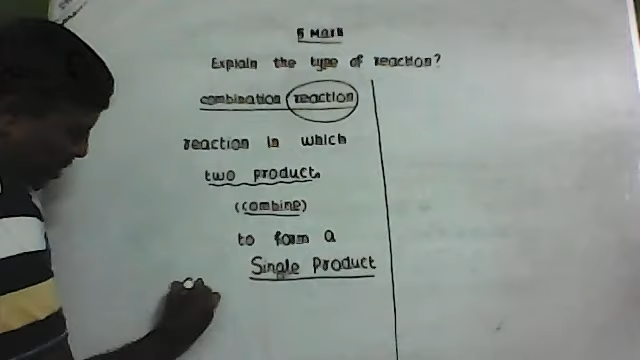 5 Mark
Explain the type of reaction?
combination reaction
reaction in which
two product.
(combine)
to form a
Single Product